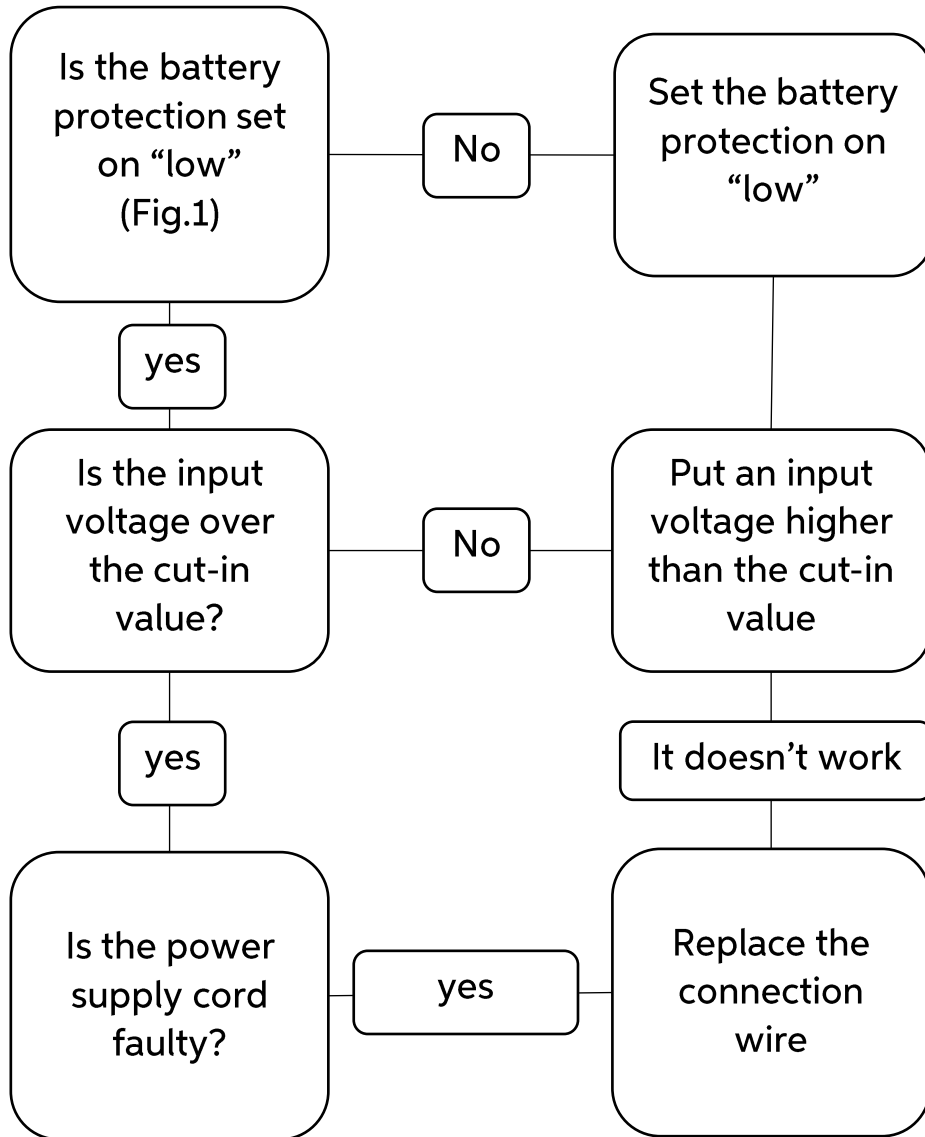 Is the battery
protection set
on “low”
(Fig.1)
No
Set the battery
protection on
“low”
yes
Is the input
voltage over
the cut-in
value?
No
Put an input
voltage higher
than the cut-in
value
yes
It doesn’t work
Is the power
supply cord
faulty?
yes
Replace the
connection
wire